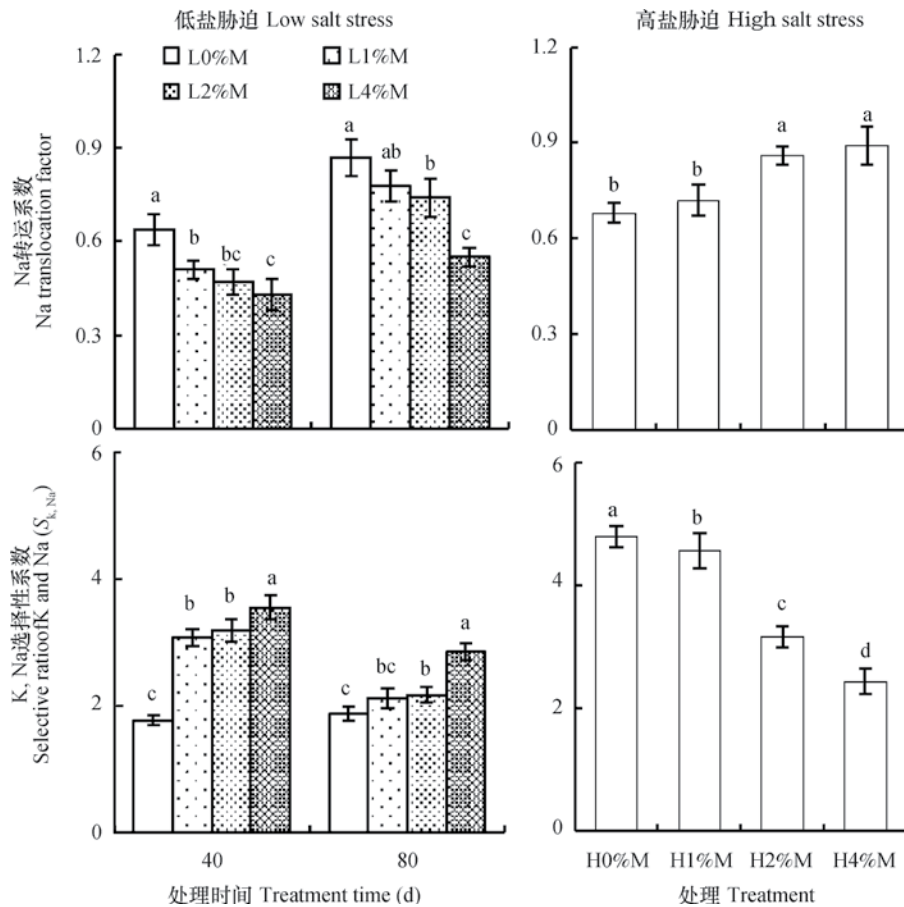 低盐胁迫 Low salt stress
高盐胁迫 High salt stress
L0%M
L1%M
L2%M
L4%M
Na转运系数
Na translocation factor
1.2
0.9
0.6
0.3
0
a
b
bc
c
a
ab
b
c
1.2
0.9
0.6
0.3
0
b
b
a
a
K, Na选择性系数
Selective ratioofK and Na (Sk, Na)
6
4
2
0
c
b
b
a
c
bc
b
a
40
80
处理时间 Treatment time (d)
6
4
2
0
a
b
c
d
H0%M H1%M H2%M H4%M
处理 Treatment